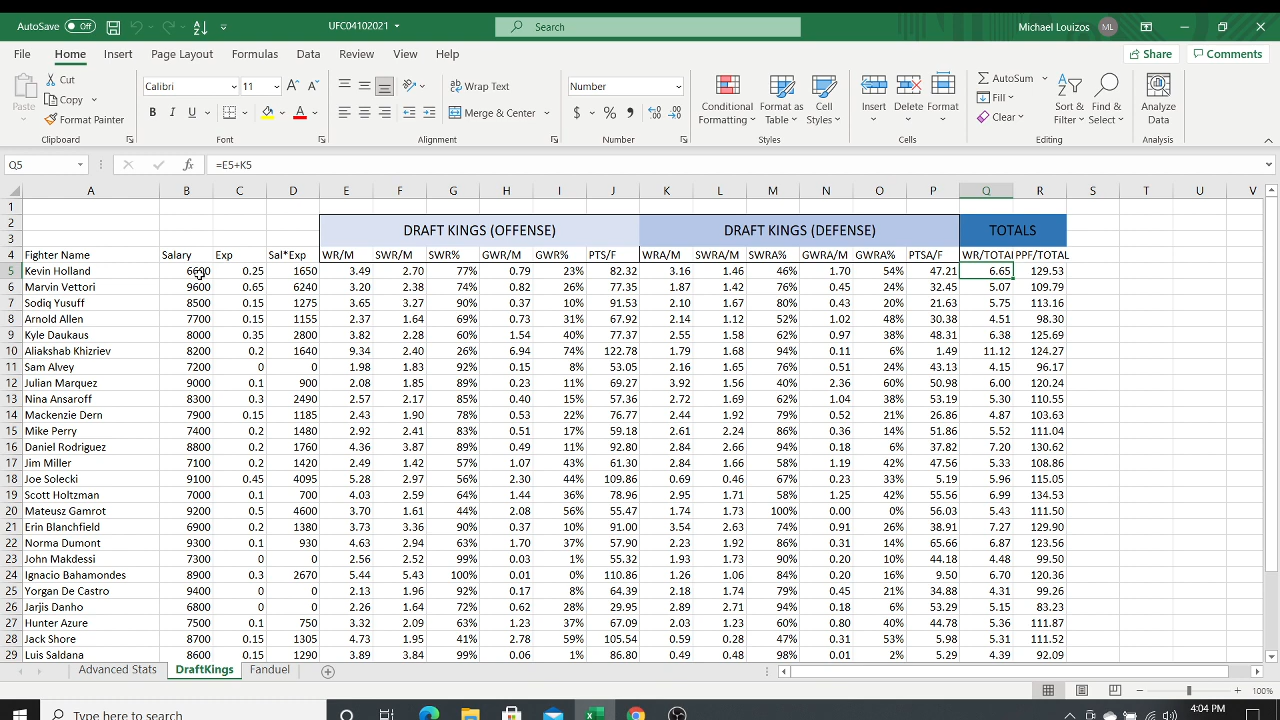 AutoSave Off UFC04102021 Search Michael Louizos ML
File Home Insert Page Layout Formulas Data Review View Help Share Comments
Paste Cut Copy Format Painter Calibri 11 Wrap Text Merge & Center Number Conditional Formatting Format as Table Cell Styles Insert Delete Format AutoSum Fill Clear Sort & Filter Find & Select Analyze Data
Clipboard Font Alignment Number Styles Cells Editing Analysis
Q5 fx =E5+K5
A B C D E F G H I J K L M N O P Q R S T U V
1
2 DRAFT KINGS (OFFENSE) DRAFT KINGS (DEFENSE) TOTALS
3
4 Fighter Name Salary Exp Sal*Exp WR/M SWR/M SWR% GWR/M GWR% PTS/F WRA/M SWRA/M SWRA% GWRA/M GWRA% PTSA/F WR/TOTAL PPF/TOTAL
5 Kevin Holland 6600 0.25 1650 3.49 2.70 77% 0.79 23% 82.32 3.16 1.46 46% 1.70 54% 47.21 6.65 129.53
6 Marvin Vettori 9600 0.65 6240 3.20 2.38 74% 0.82 26% 77.35 1.87 1.42 76% 0.45 24% 32.45 5.07 109.79
7 Sodiq Yusuff 8500 0.15 1275 3.65 3.28 90% 0.37 10% 91.53 2.10 1.67 80% 0.43 20% 21.63 5.75 113.16
8 Arnold Allen 7700 0.15 1155 2.37 1.64 69% 0.73 31% 67.92 2.14 1.12 52% 1.02 48% 30.38 4.51 98.30
9 Kyle Daukaus 8000 0.35 2800 3.82 2.28 60% 1.54 40% 77.37 2.55 1.58 62% 0.97 38% 48.31 6.38 125.69
10 Aliakshab Khizriev 8200 0.2 1640 9.34 2.40 26% 6.94 74% 122.78 1.79 1.68 94% 0.11 6% 1.49 11.12 124.27
11 Sam Alvey 7200 0 0 1.98 1.83 92% 0.15 8% 53.05 2.16 1.65 76% 0.51 24% 43.13 4.15 96.17
12 Julian Marquez 9000 0.1 900 2.08 1.85 89% 0.23 11% 69.27 3.92 1.56 40% 2.36 60% 50.98 6.00 120.24
13 Nina Ansaroff 8300 0.3 2490 2.57 2.17 85% 0.40 15% 57.36 2.72 1.69 62% 1.04 38% 53.19 5.30 110.55
14 Mackenzie Dern 7900 0.15 1185 2.43 1.90 78% 0.53 22% 76.77 2.44 1.92 79% 0.52 21% 26.86 4.87 103.63
15 Mike Perry 7400 0.2 1480 2.92 2.41 83% 0.51 17% 59.18 2.61 2.24 86% 0.36 14% 51.86 5.52 111.04
16 Daniel Rodriguez 8800 0.2 1760 4.36 3.87 89% 0.49 11% 92.80 2.84 2.66 94% 0.18 6% 37.82 7.20 130.62
17 Jim Miller 7100 0.2 1420 2.49 1.42 57% 1.07 43% 61.30 2.84 1.66 58% 1.19 42% 47.56 5.33 108.86
18 Joe Solecki 9100 0.45 4095 5.28 2.97 56% 2.30 44% 109.86 0.69 0.46 67% 0.23 33% 5.19 5.96 115.05
19 Scott Holtzman 7000 0.1 700 4.03 2.59 64% 1.44 36% 78.96 2.95 1.71 58% 1.25 42% 55.56 6.99 134.53
20 Mateusz Gamrot 9200 0.5 4600 3.70 1.61 44% 2.08 56% 55.47 1.74 1.73 100% 0.00 0% 56.03 5.43 111.50
21 Erin Blanchfield 6900 0.2 1380 3.73 3.36 90% 0.37 10% 91.00 3.54 2.63 74% 0.91 26% 38.91 7.27 129.90
22 Norma Dumont 9300 0.1 930 4.63 2.94 63% 1.70 37% 57.90 2.23 1.92 86% 0.31 14% 65.66 6.87 123.56
23 John Makdessi 7300 0 0 2.56 2.52 99% 0.03 1% 55.32 1.93 1.73 90% 0.20 10% 44.18 4.48 99.50
24 Ignacio Bahamondes 8900 0.3 2670 5.44 5.43 100% 0.01 0% 110.86 1.26 1.06 84% 0.20 16% 9.50 6.70 120.36
25 Yorgan De Castro 9400 0 0 2.13 1.96 92% 0.17 8% 64.39 2.18 1.74 79% 0.45 21% 34.88 4.31 99.26
26 Jarjis Danho 6800 0 0 2.26 1.64 72% 0.62 28% 29.95 2.89 2.71 94% 0.18 6% 53.29 5.15 83.23
27 Hunter Azure 7500 0.1 750 3.32 2.09 63% 1.23 37% 67.09 2.03 1.23 60% 0.80 40% 44.78 5.36 111.87
28 Jack Shore 8700 0.15 1305 4.73 1.95 41% 2.78 59% 105.54 0.59 0.28 47% 0.31 53% 5.98 5.31 111.52
29 Luis Saldana 8600 0.15 1290 3.89 3.84 99% 0.06 1% 86.80 0.49 0.48 98% 0.01 2% 5.29 4.39 92.09
Advanced Stats DraftKings Fanduel
100%
Type here to search 4:04 PM